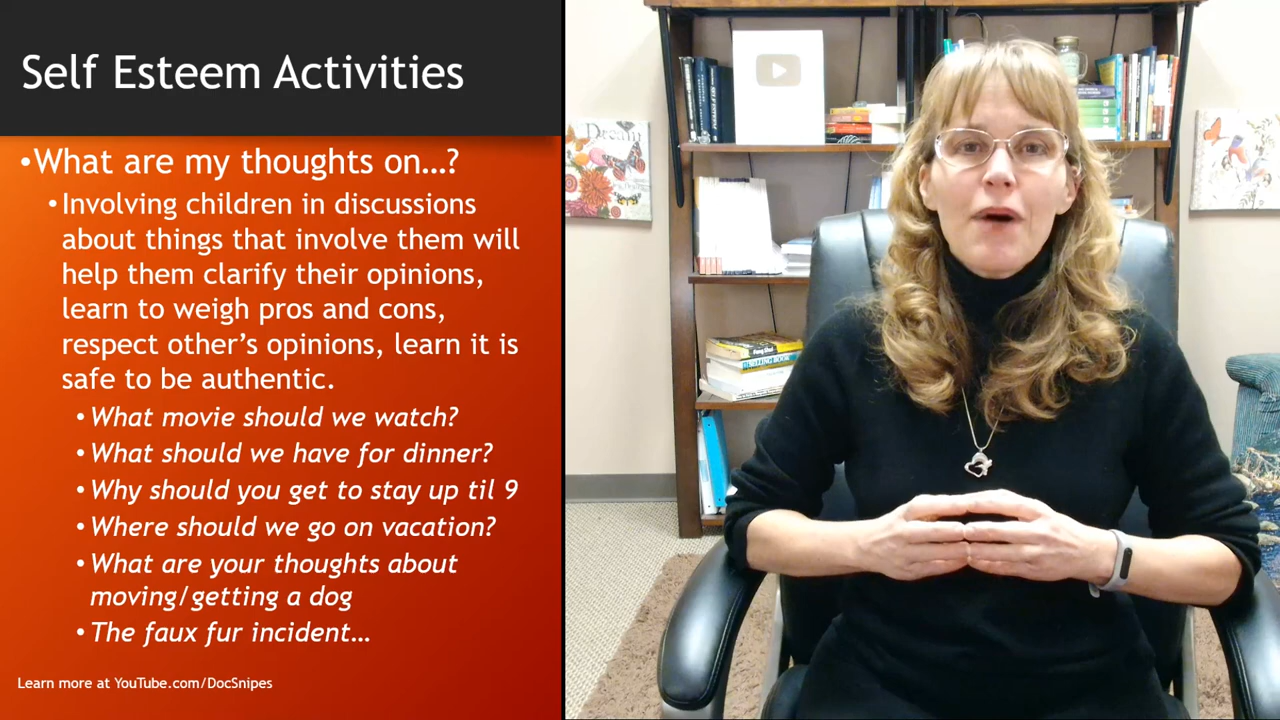 Self Esteem Activities
•What are my thoughts on…?
•Involving children in discussions
about things that involve them will
help them clarify their opinions,
learn to weigh pros and cons,
respect other’s opinions, learn it is
safe to be authentic.
•What movie should we watch?
•What should we have for dinner?
•Why should you get to stay up til 9
•Where should we go on vacation?
•What are your thoughts about
moving/getting a dog
•The faux fur incident…
Learn more at YouTube.com/DocSnipes
Dream
Feng Shui